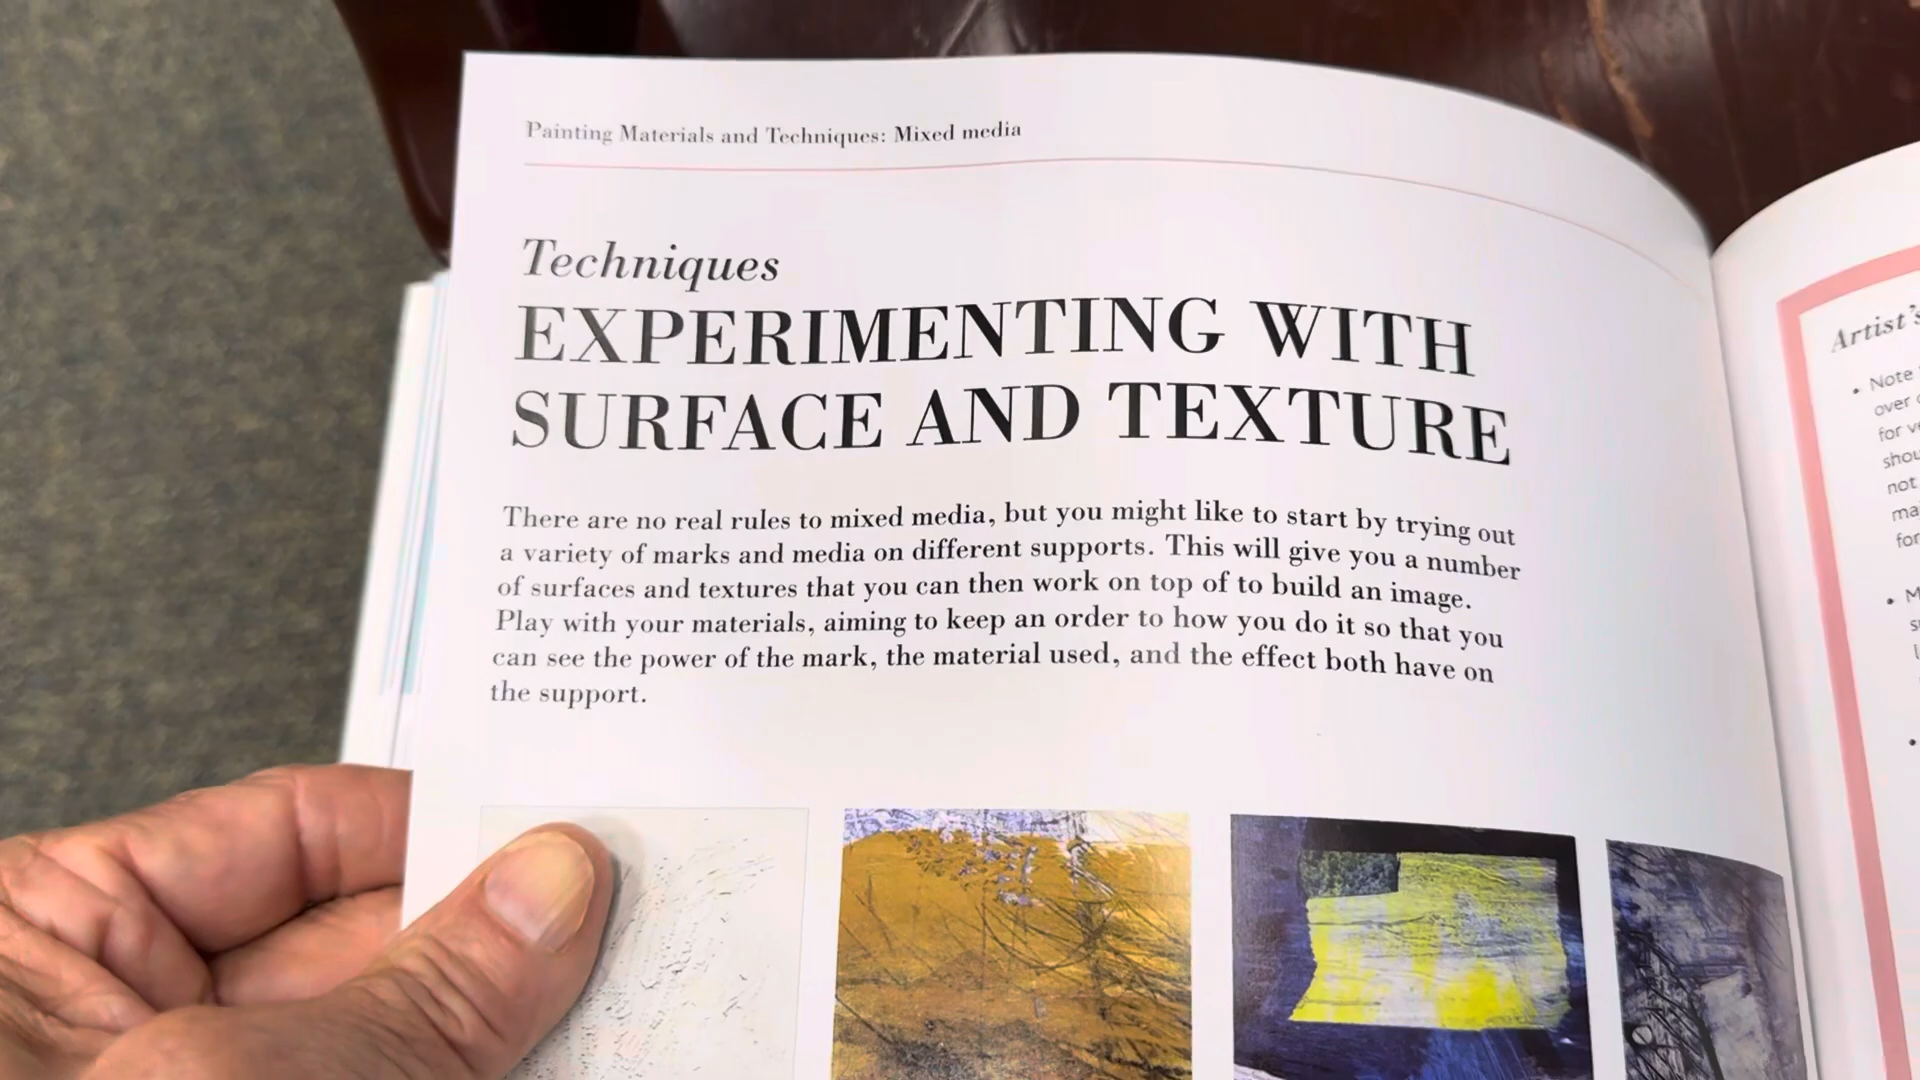 Painting Materials and Techniques: Mixed media
Techniques
EXPERIMENTING WITH
SURFACE AND TEXTURE
There are no real rules to mixed media, but you might like to start by trying out
a variety of marks and media on different supports. This will give you a number
of surfaces and textures that you can then work on top of to build an image.
Play with your materials, aiming to keep an order to how you do it so that you
can see the power of the mark, the material used, and the effect both have on
the support.
Artist's
• Note
over
for
not